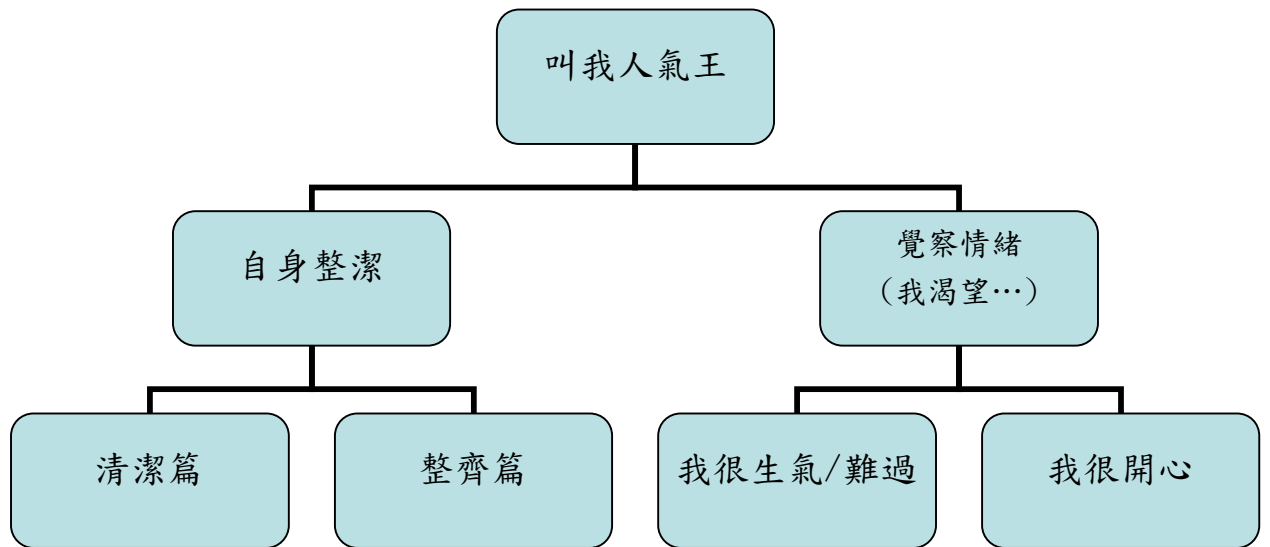 叫我人氣王
自身整潔
覺察情緒
(我渴望…)
清潔篇
整齊篇
我很生氣/難過
我很開心